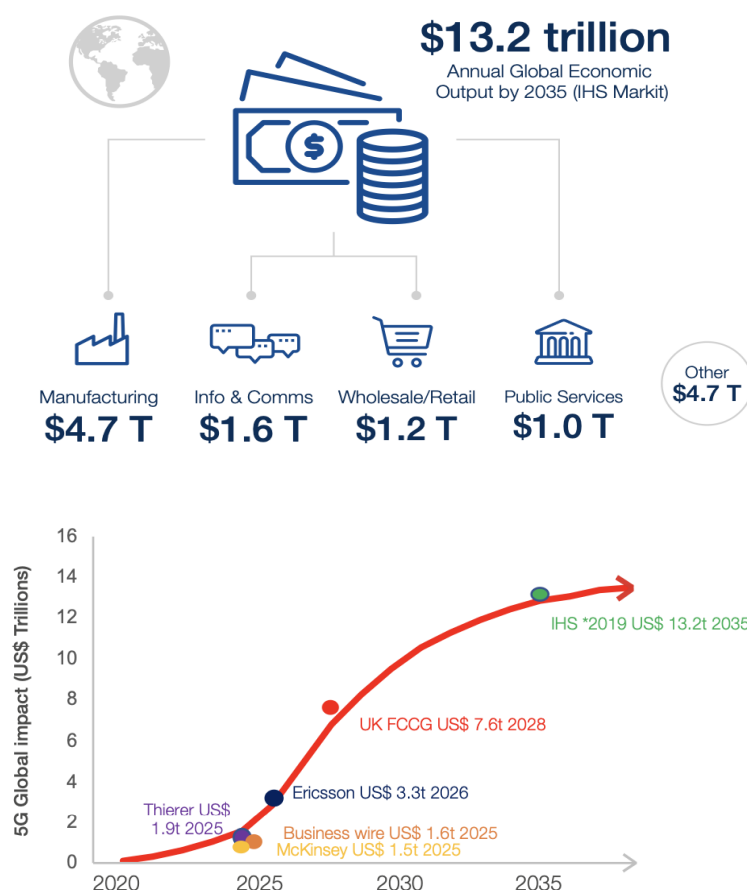 $13.2 trillion
Annual Global Economic
Output by 2035 (IHS Markit)
$
Manufacturing
$4.7 T
Info & Comms
$1.6 T
Wholesale/Retail
$1.2 T
Public Services
$1.0 T
Other
$4.7 T
5G Global impact (US$ Trillions)
16
14
12
10
8
6
4
2
0
IHS *2019 US$ 13.2t 2035
UK FCCG US$ 7.6t 2028
Ericsson US$ 3.3t 2026
Thierer US$
1.9t 2025
Business wire US$ 1.6t 2025
McKinsey US$ 1.5t 2025
2020
2025
2030
2035